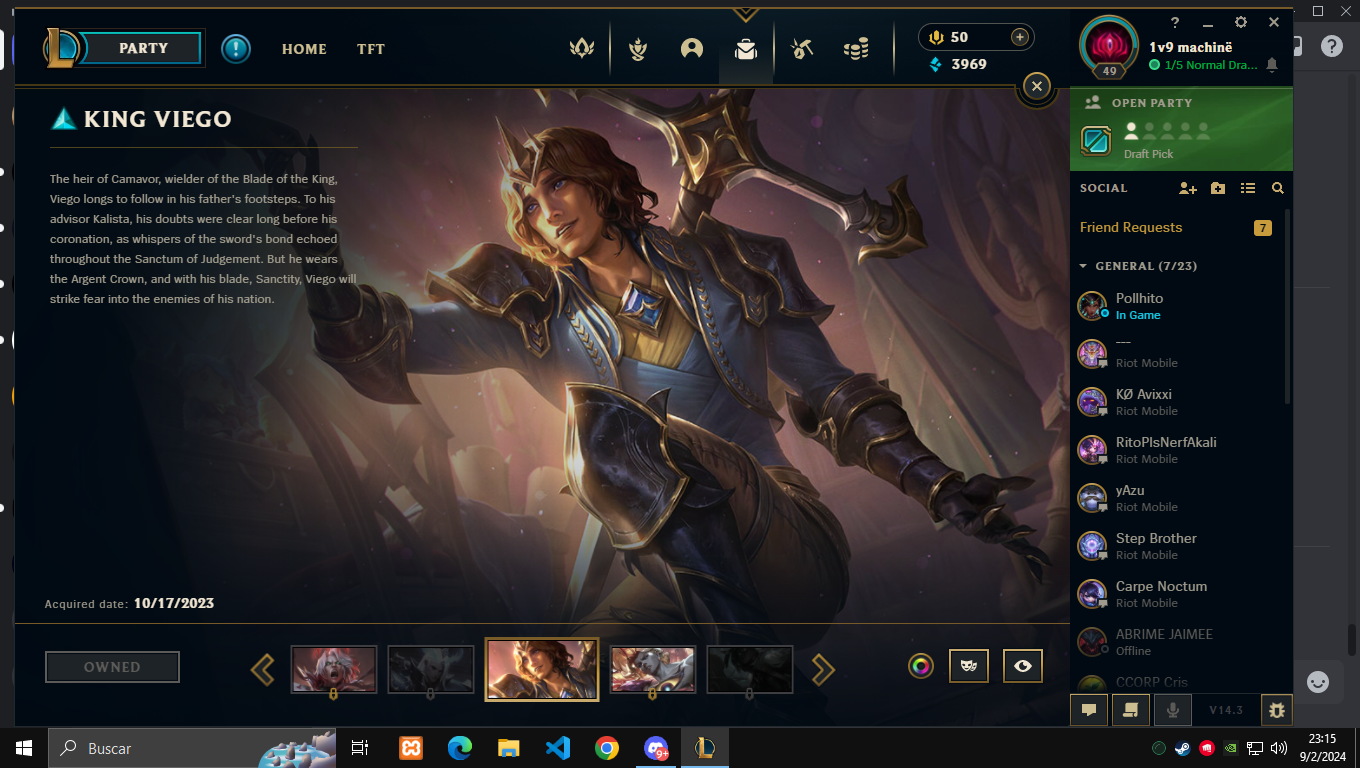 PARTY
HOME
TFT
50
3969
49
1v9 machinë
1/5 Normal Dra...
KING VIEGO
The heir of Camavor, wielder of the Blade of the King,
Viego longs to follow in his father's footsteps. To his
advisor Kalista, his doubts were clear long before his
coronation, as whispers of the sword's bond echoed
throughout the Sanctum of Judgement. But he wears
the Argent Crown, and with his blade, Sanctity, Viego will
strike fear into the enemies of his nation.
Acquired date: 10/17/2023
OWNED
OPEN PARTY
Draft Pick
SOCIAL
Friend Requests
7
GENERAL (7/23)
Pollhito
In Game
---
Riot Mobile
KØ Avixxi
Riot Mobile
RitoPlsNerfAkali
Riot Mobile
yAzu
Riot Mobile
Step Brother
Riot Mobile
Carpe Noctum
Riot Mobile
ABRIME JAIMEE
Offline
CCORP Cris
V14.3
Buscar
9+
23:15
9/2/2024